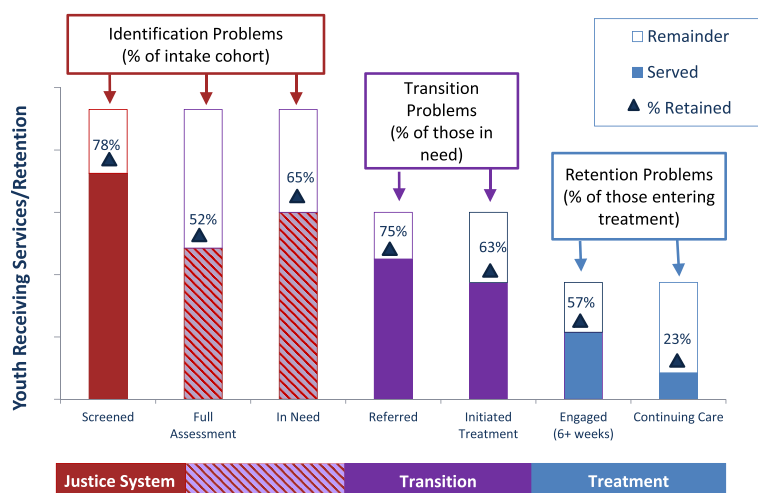 Identification Problems
(% of intake cohort)
Remainder
Served
% Retained
Transition
Problems
(% of those in
need)
Retention Problems
(% of those entering
treatment)
Youth Receiving Services/Retention
78%
52%
65%
75%
63%
57%
23%
Screened
Full
Assessment
In Need
Referred
Initiated
Treatment
Engaged
(6+ weeks)
Continuing Care
Justice System
Transition
Treatment